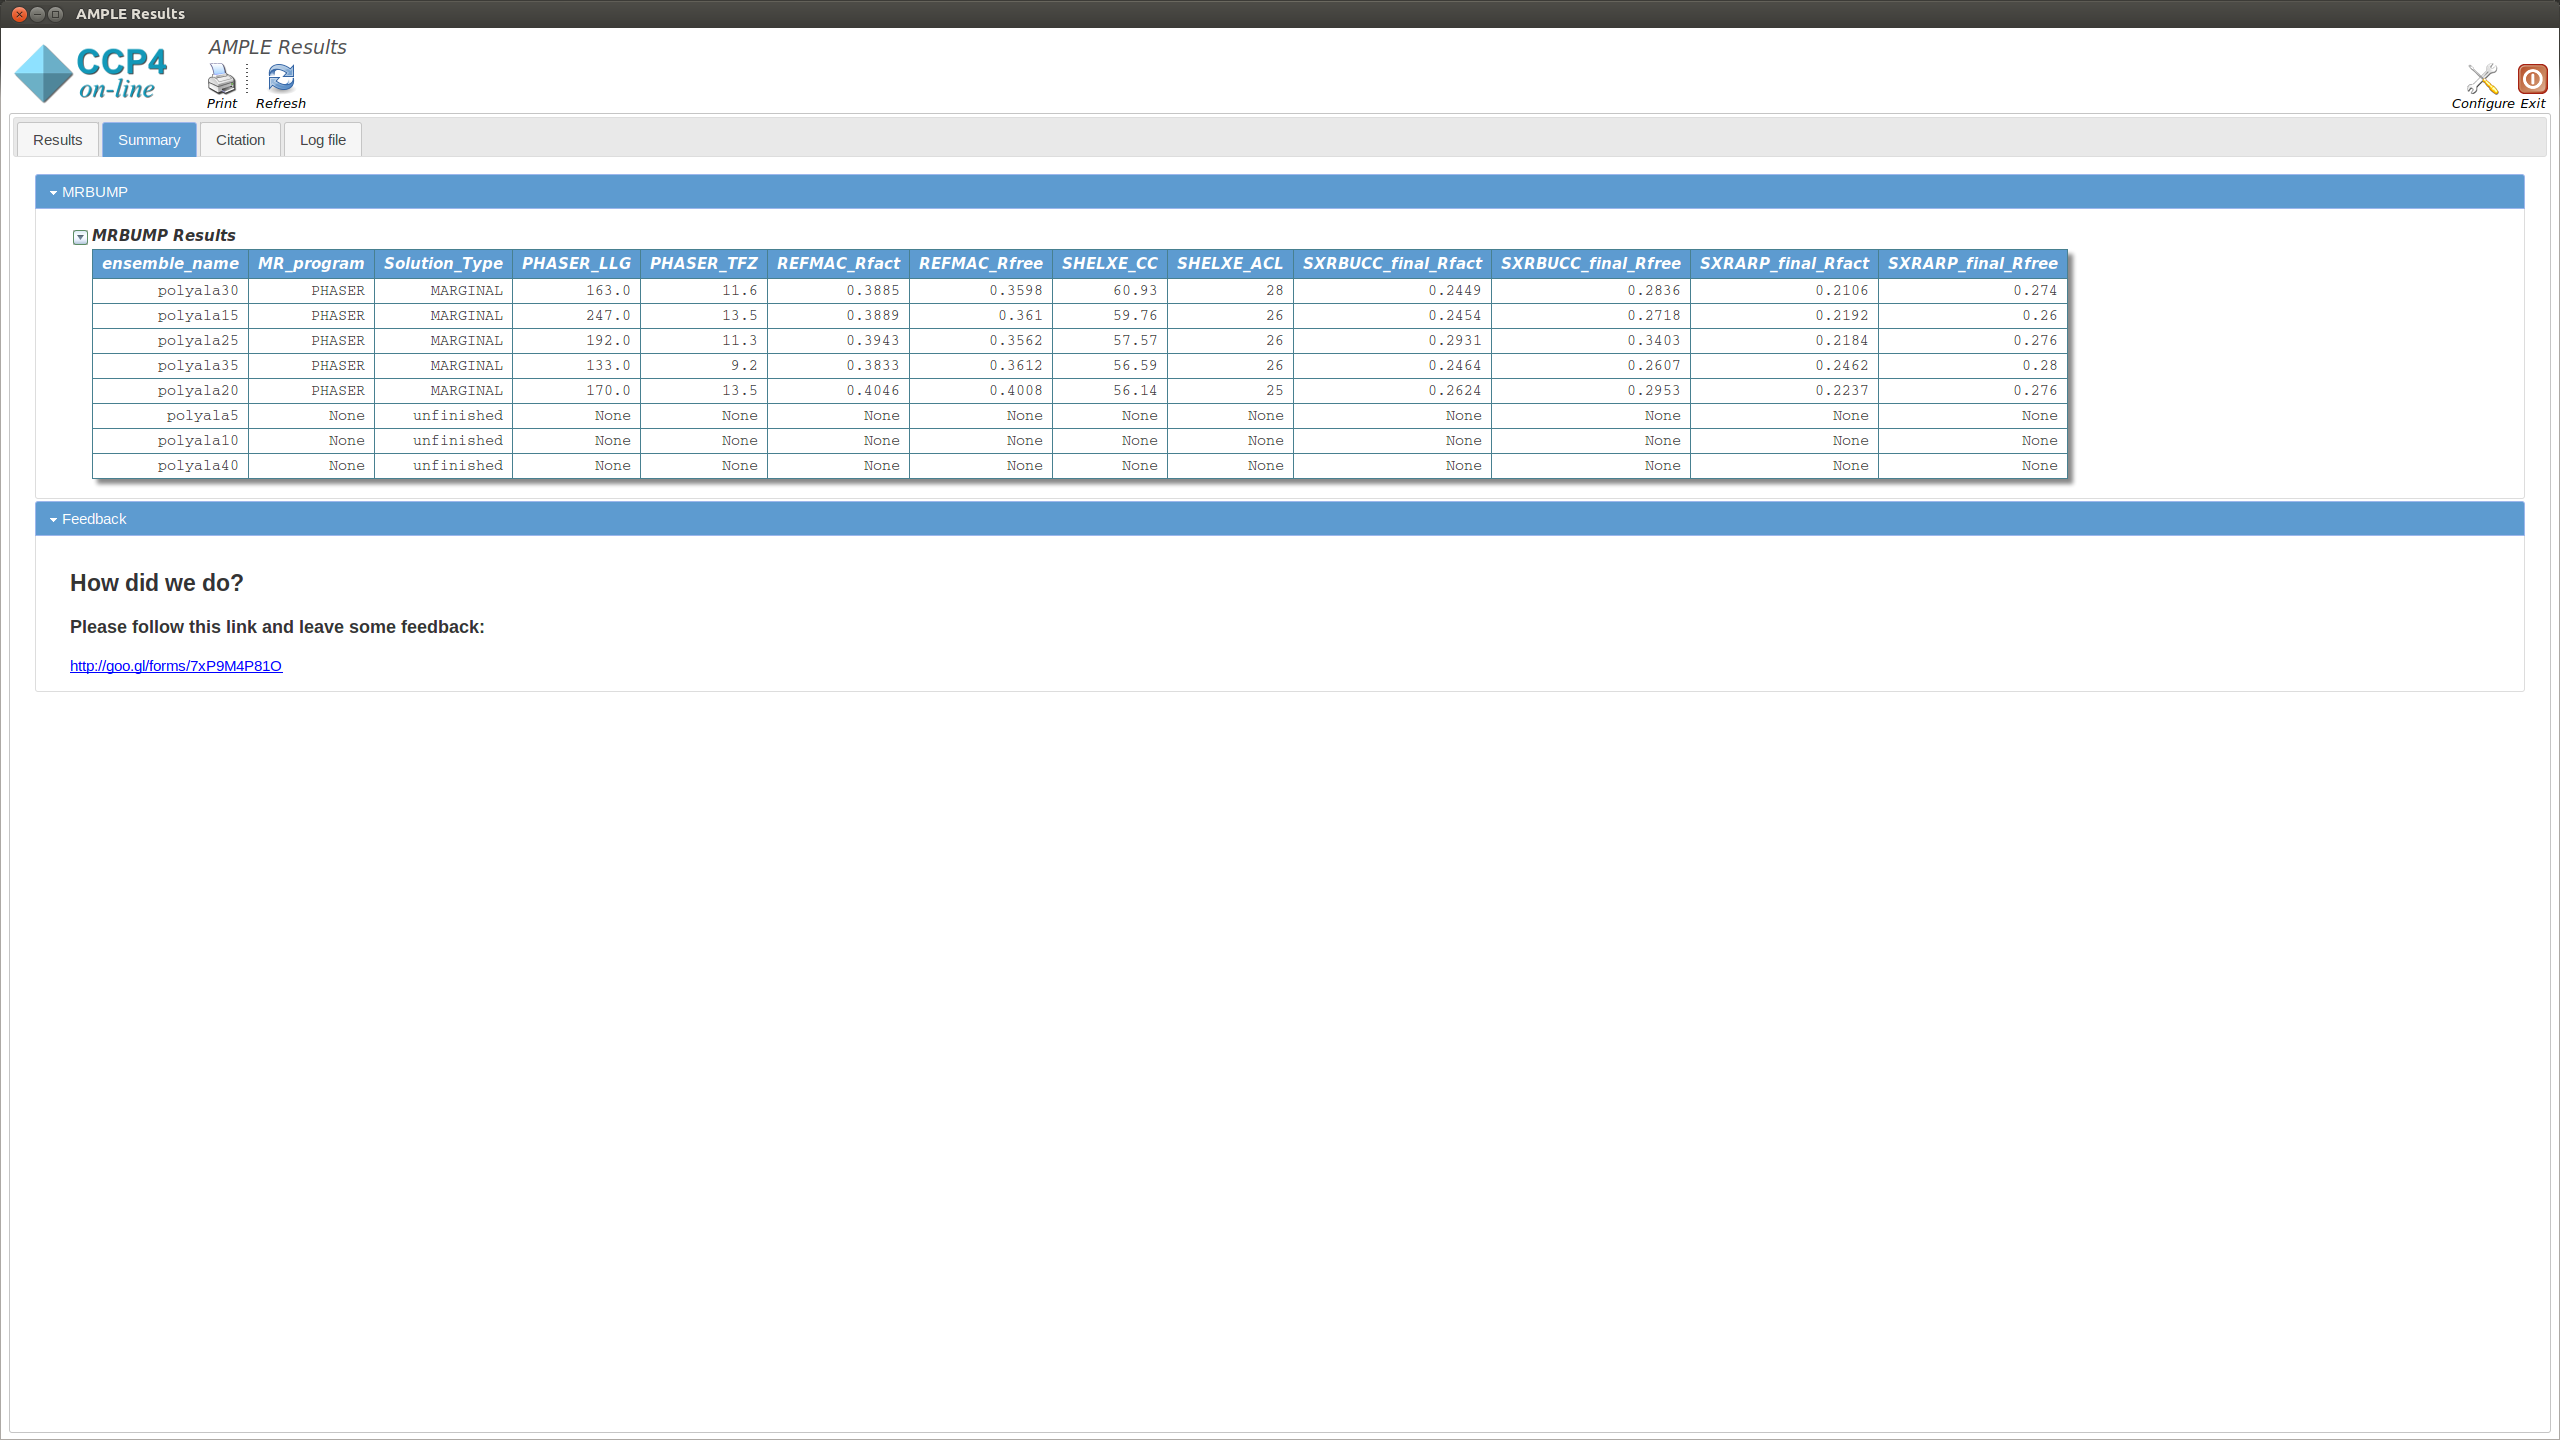 AMPLE Results
CCP4
on-line
AMPLE Results
Print Refresh
Configure Exit
Results Summary Citation Log file
MRBUMP
MRBUMP Results
ensemble_name MR_program Solution_Type PHASER_LLG PHASER_TFZ REFMAC_Rfact REFMAC_Rfree SHELXE_CC SHELXE_ACL SXRBUCC_final_Rfact SXRBUCC_final_Rfree SXRARP_final_Rfact SXRARP_final_Rfree
polyala30 PHASER MARGINAL 163.0 11.6 0.3885 0.3598 60.93 28 0.2449 0.2836 0.2106 0.274
polyala15 PHASER MARGINAL 247.0 13.5 0.3889 0.361 59.76 26 0.2454 0.2718 0.2192 0.26
polyala25 PHASER MARGINAL 192.0 11.3 0.3943 0.3562 57.57 26 0.2931 0.3403 0.2184 0.276
polyala35 PHASER MARGINAL 133.0 9.2 0.3833 0.3612 56.59 26 0.2464 0.2607 0.2462 0.28
polyala20 PHASER MARGINAL 170.0 13.5 0.4046 0.4008 56.14 25 0.2624 0.2953 0.2237 0.276
polyala5 None unfinished None None None None None None None None None None
polyala10 None unfinished None None None None None None None None None None
polyala40 None unfinished None None None None None None None None None None
Feedback
How did we do?
Please follow this link and leave some feedback:
http://goo.gl/forms/7xP9M4P81O